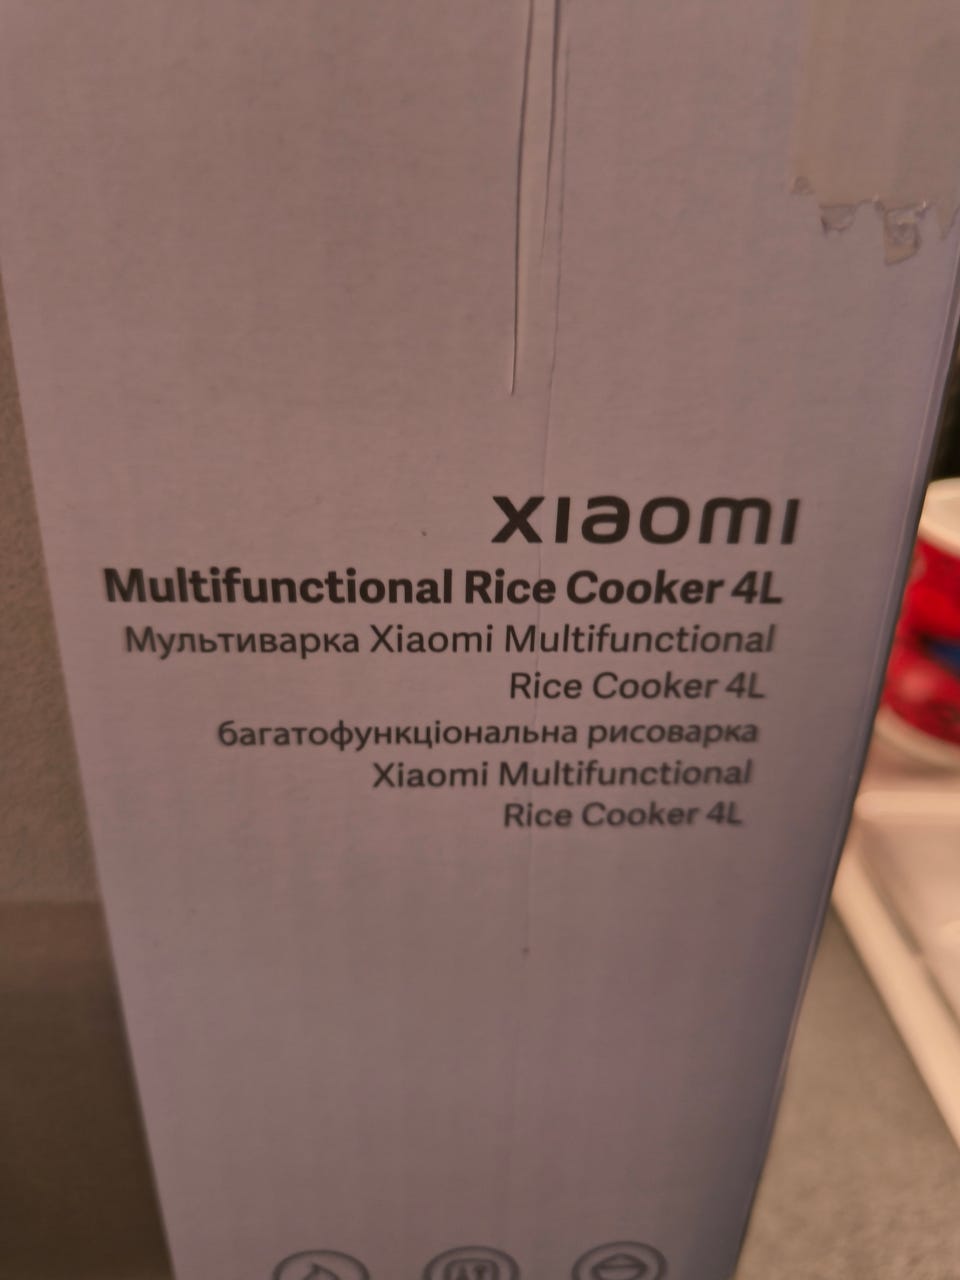 xiaomi
Multifunctional Rice Cooker 4L
Мультиварка Xiaomi Multifunctional
Rice Cooker 4L
багатофункціональна рисоварка
Xiaomi Multifunctional
Rice Cooker 4L